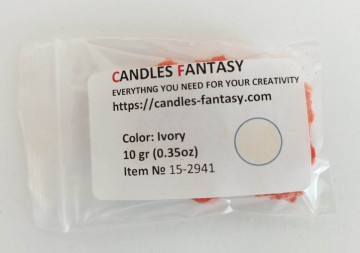 CANDLES FANTASY
EVERYTHNG YOU NEED FOR YOUR CREATIVITY
https://candles-fantasy.com
Color: Ivory
10 gr (0.35oz)
Item № 15-2941